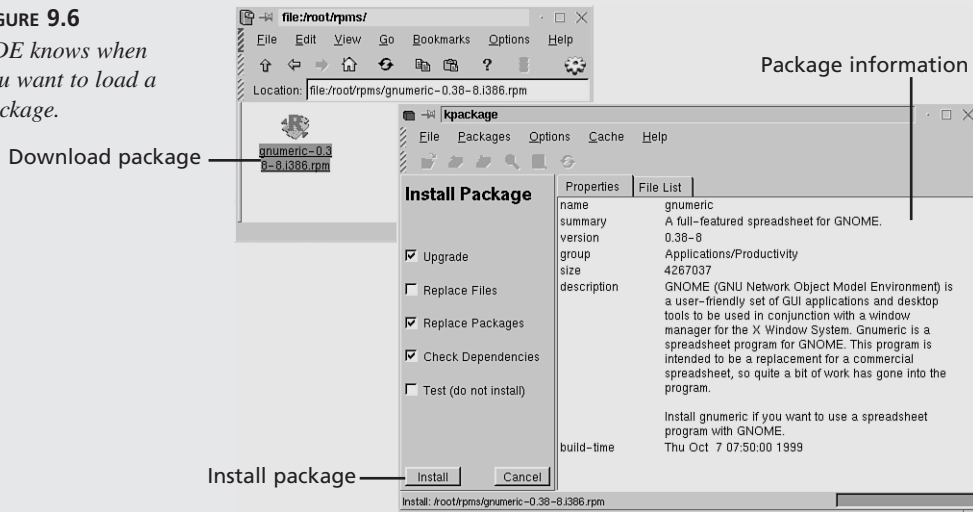 9.6
knows when
want to load a
Download package
file:/root/rpms/
File Edit View Go Bookmarks Options Help
?
Location: file:/root/rpms/gnumeric-0.38-8.i386.rpm
gnumeric-0.3
8-8.i386.rpm
Package information
kpackage
File Packages Options Cache Help
Install Package
Upgrade
Replace Files
Replace Packages
Check Dependencies
Test (do not install)
Install package
Install Cancel
Properties File List
name gnumeric
summary A full-featured spreadsheet for GNOME.
version 0.38-8
group Applications/Productivity
size 4267037
description GNOME (GNU Network Object Model Environment) is
a user-friendly set of GUI applications and desktop
tools to be used in conjunction with a window
manager for the X Window System. Gnumeric is a
spreadsheet program for GNOME. This program is
intended to be a replacement for a commercial
spreadsheet, so quite a bit of work has gone into the
program.
Install gnumeric if you want to use a spreadsheet
program with GNOME.
build-time Thu Oct 7 07:50:00 1999
Install: /root/rpms/gnumeric-0.38-8.i386.rpm